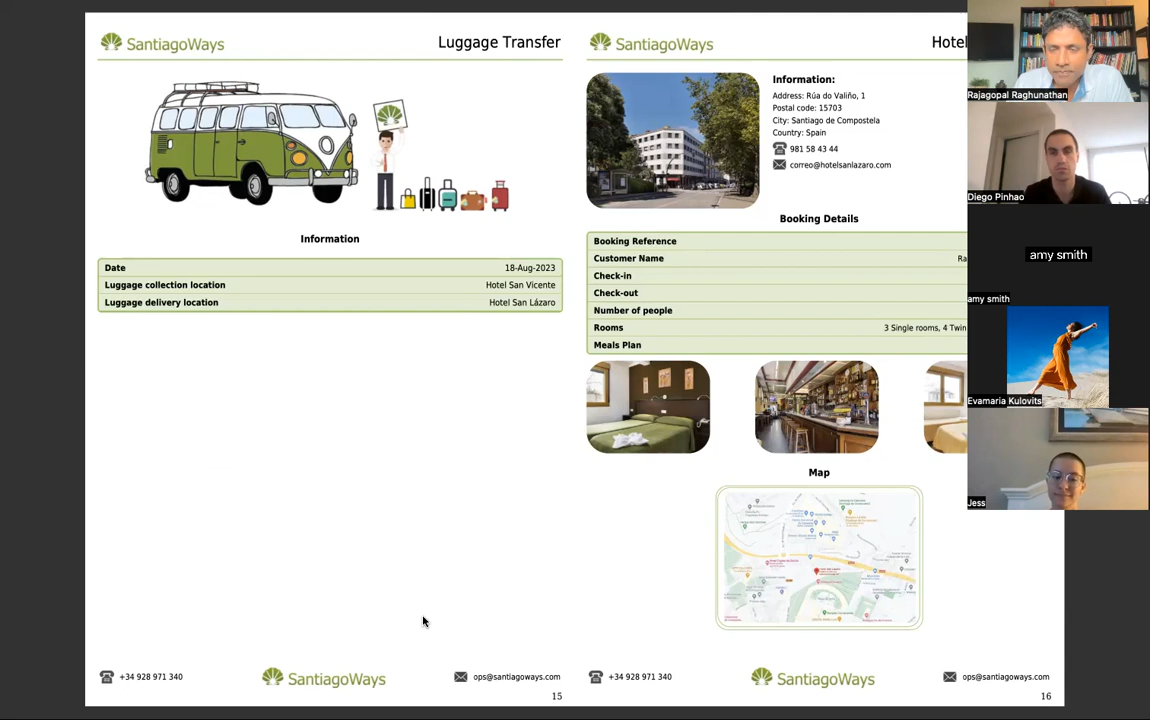 SantiagoWays
Luggage Transfer
Information
Date 18-Aug-2023
Luggage collection location Hotel San Vicente
Luggage delivery location Hotel San Lázaro
+34 928 971 340
SantiagoWays
ops@santiagoways.com
15
SantiagoWays
Hotel
Information:
Address: Rúa do Valiño, 1
Postal code: 15703
City: Santiago de Compostela
Country: Spain
981 58 43 44
correo@hotelsanlazaro.com
Booking Details
Booking Reference
Customer Name Ra
Check-in
Check-out
Number of people
Rooms 3 Single rooms, 4 Twin
Meals Plan
Map
+34 928 971 340
SantiagoWays
ops@santiagoways.com
16
Rajagopal Raghunathan
Diego Pinhao
amy smith
amy smith
Evamaria Kulovits
Jess